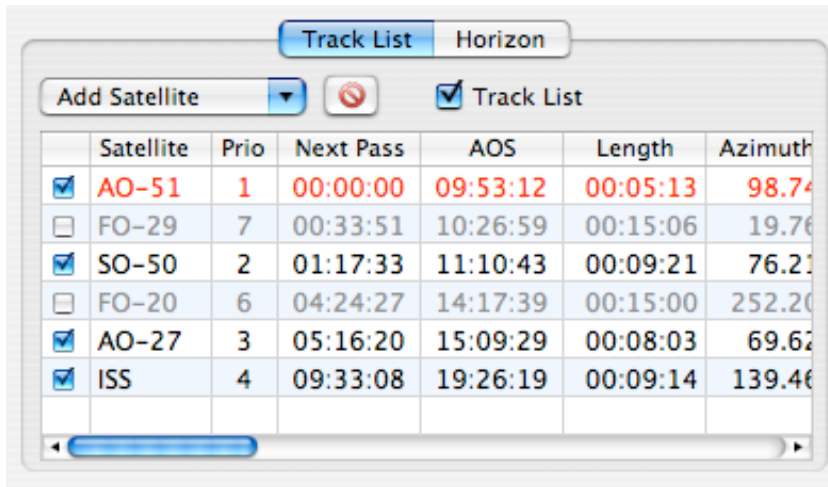 Track List Horizon
Add Satellite Track List
Satellite Prio Next Pass AOS Length Azimuth
AO-51 1 00:00:00 09:53:12 00:05:13 98.74
FO-29 7 00:33:51 10:26:59 00:15:06 19.76
SO-50 2 01:17:33 11:10:43 00:09:21 76.21
FO-20 6 04:24:27 14:17:39 00:15:00 252.20
AO-27 3 05:16:20 15:09:29 00:08:03 69.62
ISS 4 09:33:08 19:26:19 00:09:14 139.46